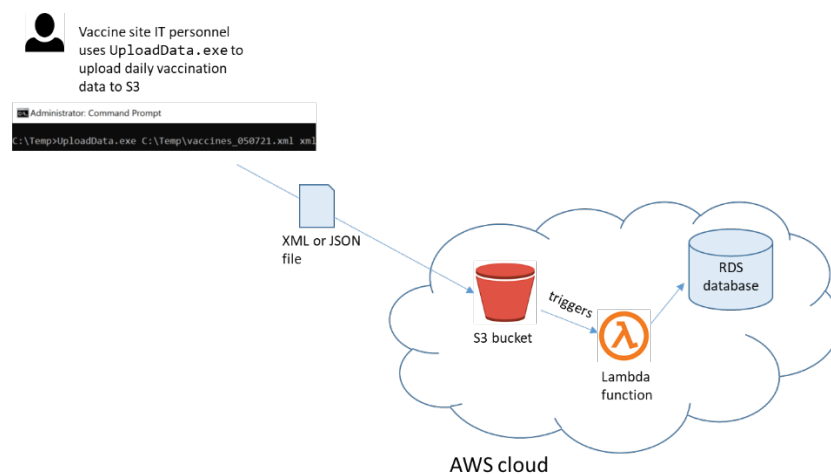 Vaccine site IT personnel
uses UploadData.exe to
upload daily vaccination
data to S3
Administrator: Command Prompt
C:\Temp>UploadData.exe C:\Temp\vaccines_050721.xml xml
XML or JSON
file
S3 bucket
triggers
λ
Lambda
function
RDS
database
AWS cloud